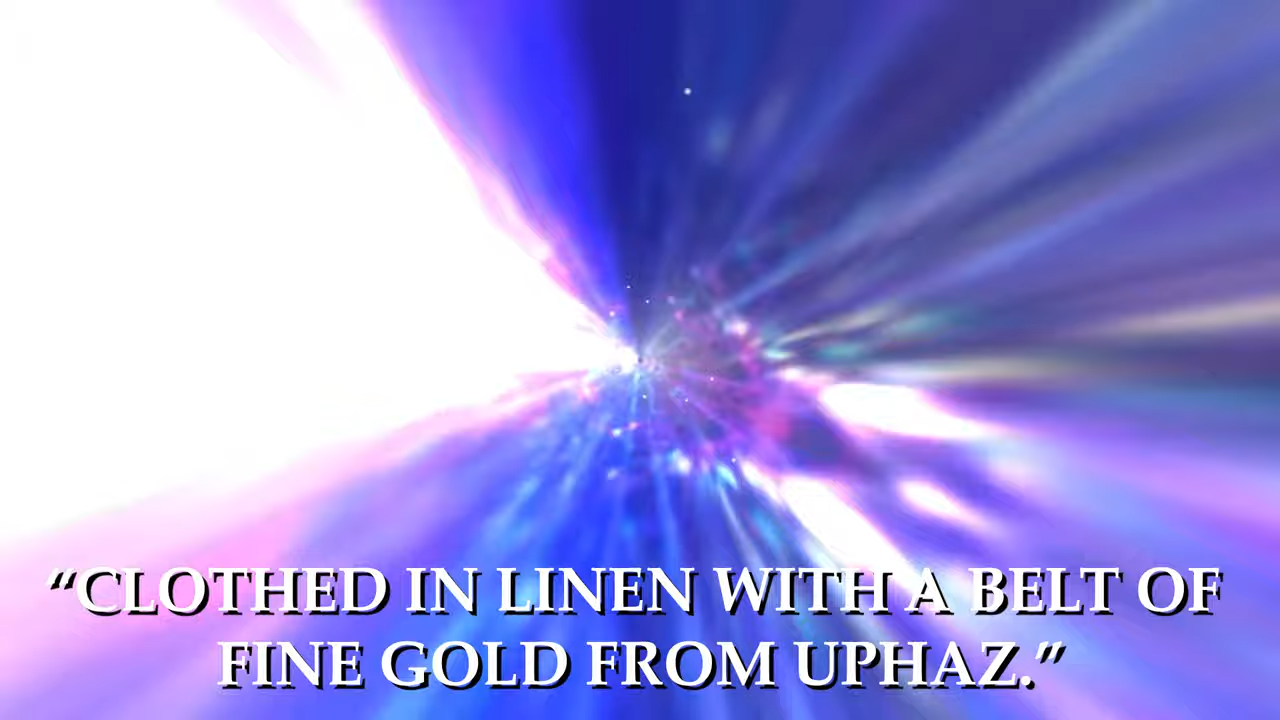 “CLOTHED IN LINEN WITH A BELT OF
FINE GOLD FROM UPHAZ.”